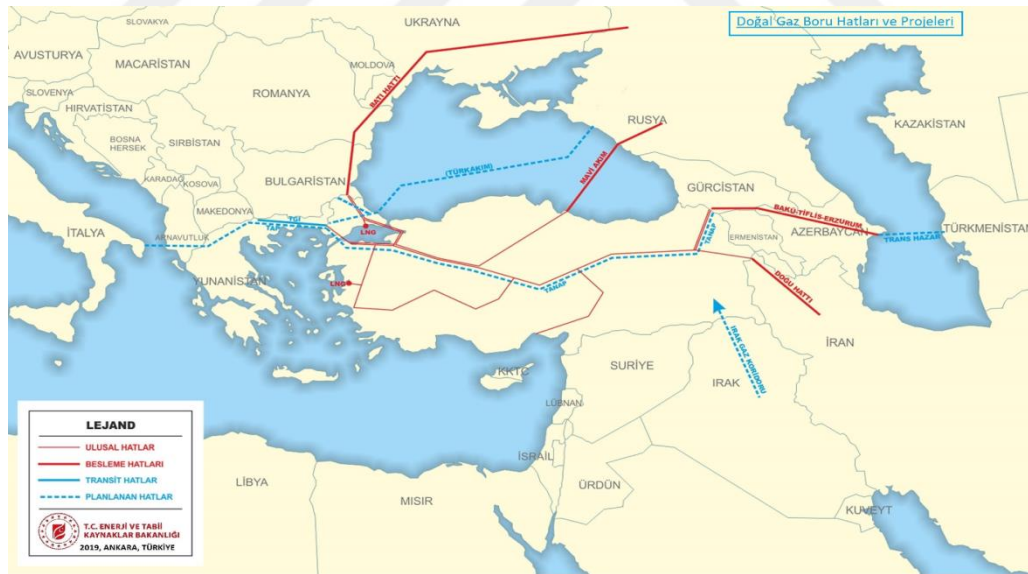 Doğal Gaz Boru Hatları ve Projeleri
SLOVAKYA
UKRAYNA
AVUSTURYA
MACARİSTAN
MOLDOVA
SLOVENYA
HIRVATİSTAN
ROMANYA
BATI HATTI
RUSYA
KAZAKİSTAN
BOSNA
HERSEK
SIRBİSTAN
KARADAĞ
KOSOVA
BULGARİSTAN
(TÜRKAKIM)
MAVİ AKIM
GÜRCİSTAN
MAKEDONYA
İTALYA
ARNAVUTLUK
TGI
TAP
LNG
TANAP
BAKÜ-TİFLİS-ERZURUM
ERMENİSTAN
AZERBAYCAN
TRANS HAZAR
TÜRKMENİSTAN
YUNANİSTAN
LNG
TANAP
DOĞU HATTI
İRAN
IRAK GAZ KORİDORU
KKTC
SURİYE
IRAK
LÜBNAN
İSRAİL
ÜRDÜN
LİBYA
MISIR
KUVEYT
LEJAND
ULUSAL HATLAR
BESLEME HATLARI
TRANSİT HATLAR
PLANLANAN HATLAR
T.C. ENERJİ VE TABİİ
KAYNAKLAR BAKANLIĞI
2019, ANKARA, TÜRKİYE